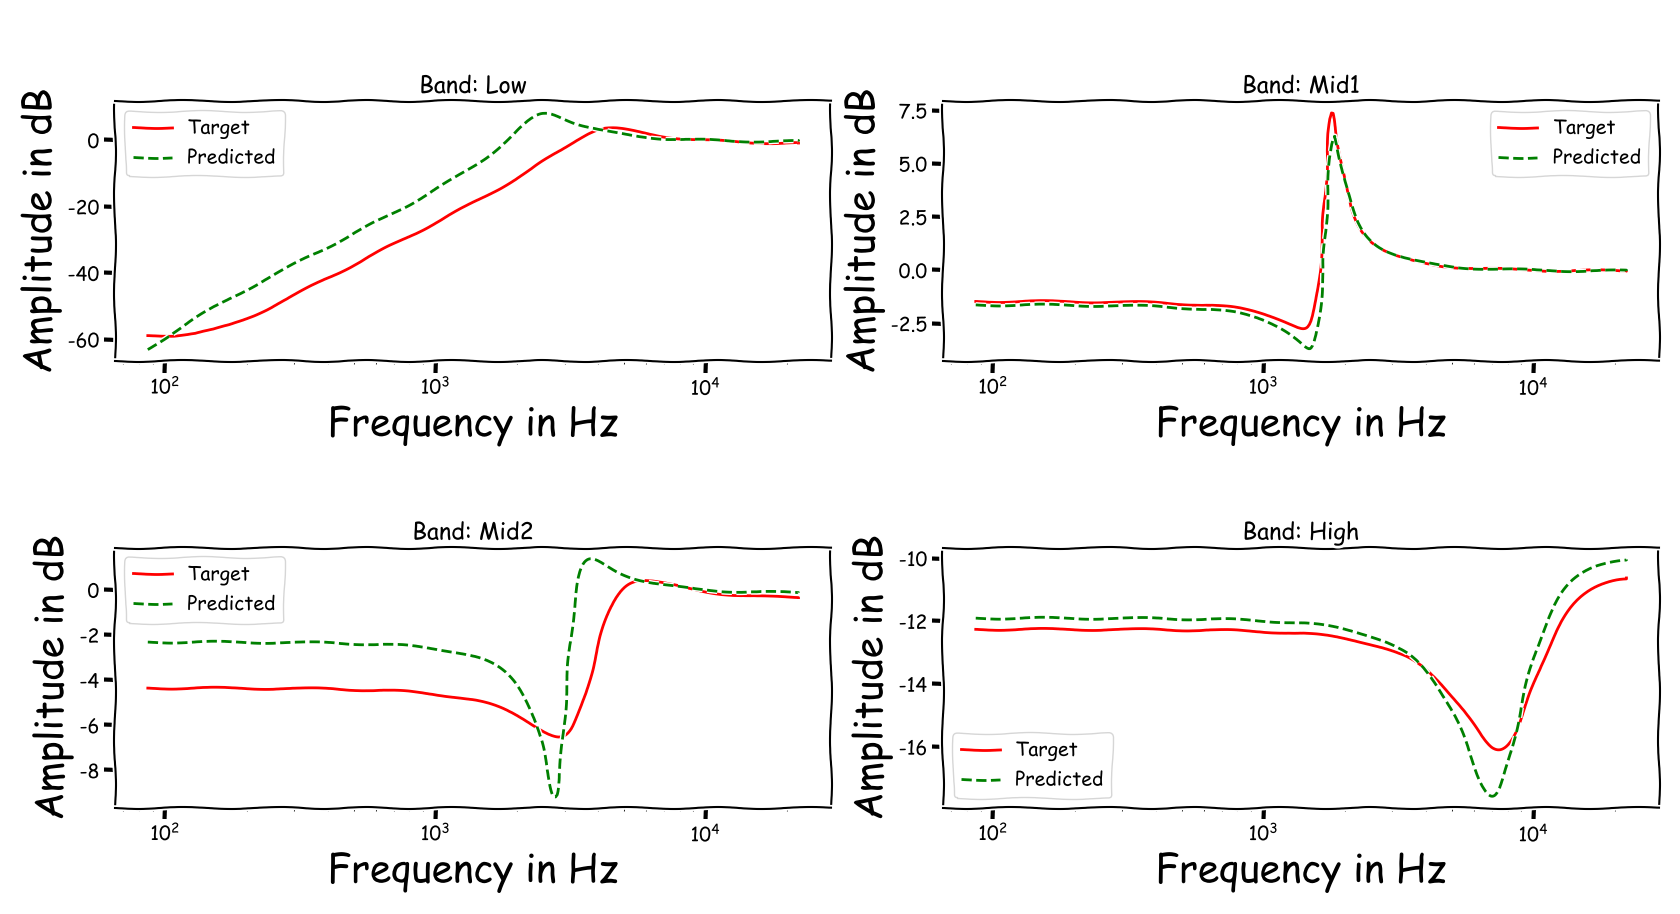 Band: Low
Amplitude in dB
0
-20
-40
-60
Target
Predicted
10²
10³
10⁴
Frequency in Hz
Band: Mid1
Amplitude in dB
7.5
5.0
2.5
0.0
-2.5
Target
Predicted
10²
10³
10⁴
Frequency in Hz
Band: Mid2
Amplitude in dB
0
-2
-4
-6
-8
Target
Predicted
10²
10³
10⁴
Frequency in Hz
Band: High
Amplitude in dB
-10
-12
-14
-16
Target
Predicted
10²
10³
10⁴
Frequency in Hz